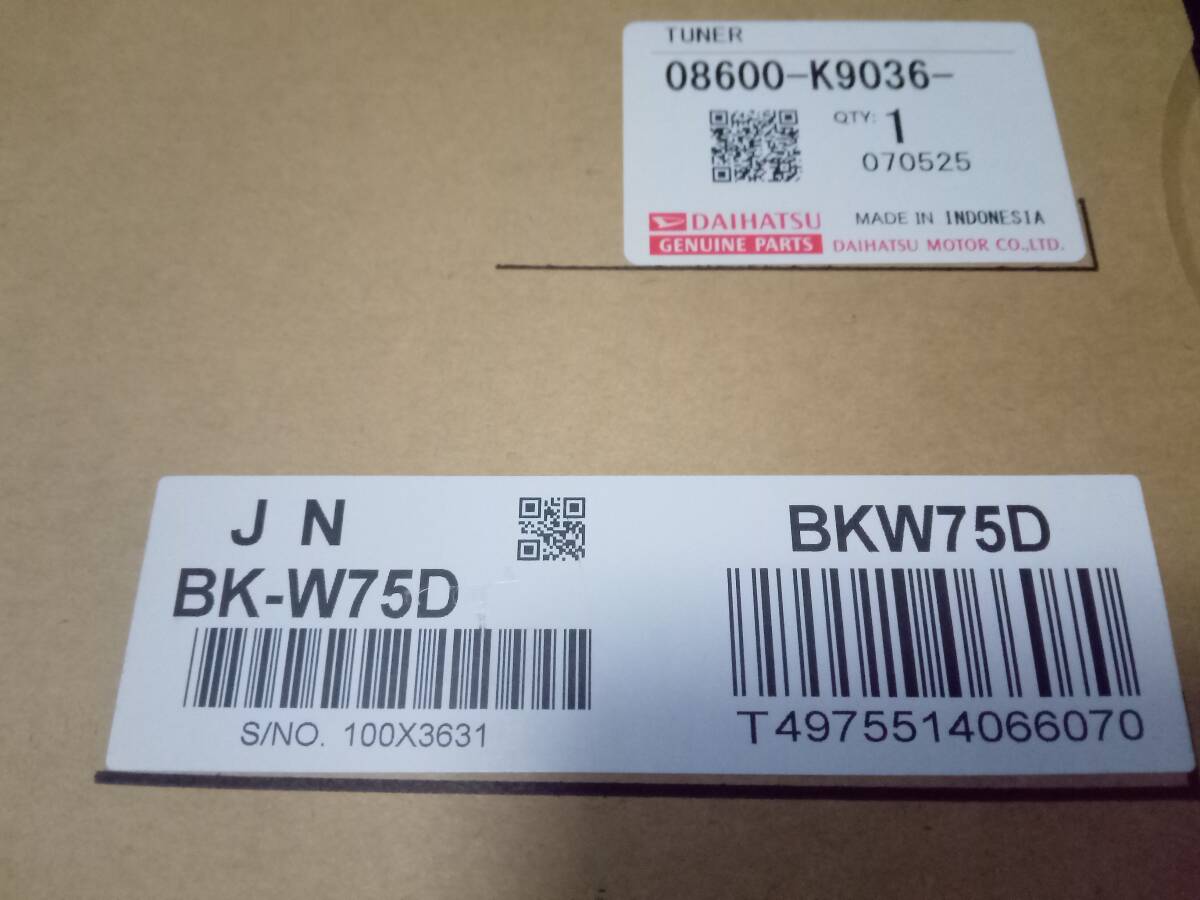 TUNER
08600-K9036-
QTY: 1
070525
DAIHATSU
GENUINE PARTS
MADE IN INDONESIA
DAIHATSU MOTOR CO.,LTD.
J N
BK-W75D
S/NO. 100X3631
BKW75D
T4975514066070